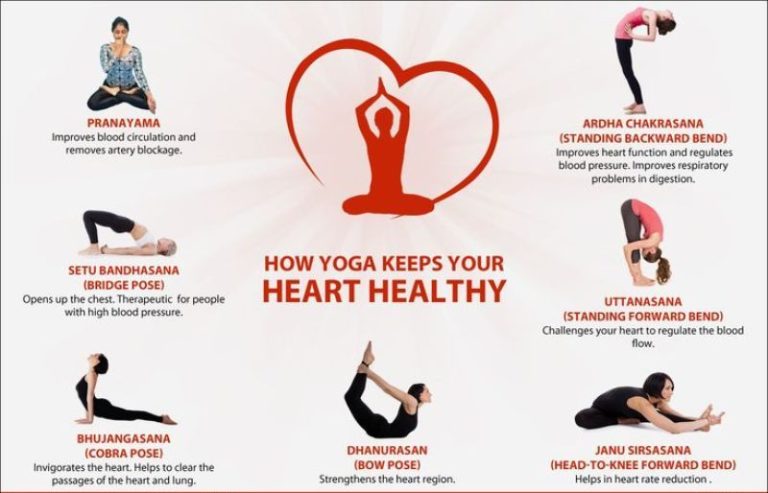 PRANAYAMA
Improves blood circulation and
removes artery blockage.
ARDHA CHAKRASANA
(STANDING BACKWARD BEND)
Improves heart function and regulates
blood pressure. Improves respiratory
problems in digestion.
SETU BANDHASANA
(BRIDGE POSE)
Opens up the chest. Therapeutic for people
with high blood pressure.
HOW YOGA KEEPS YOUR
HEART HEALTHY
UTTANASANA
(STANDING FORWARD BEND)
Challenges your heart to regulate the blood
flow.
BHUJANGASANA
(COBRA POSE)
Invigorates the heart. Helps to clear the
passages of the heart and lung.
DHANURASAN
(BOW POSE)
Strengthens the heart region.
JANU SIRSASANA
(HEAD-TO-KNEE FORWARD BEND)
Helps in heart rate reduction .